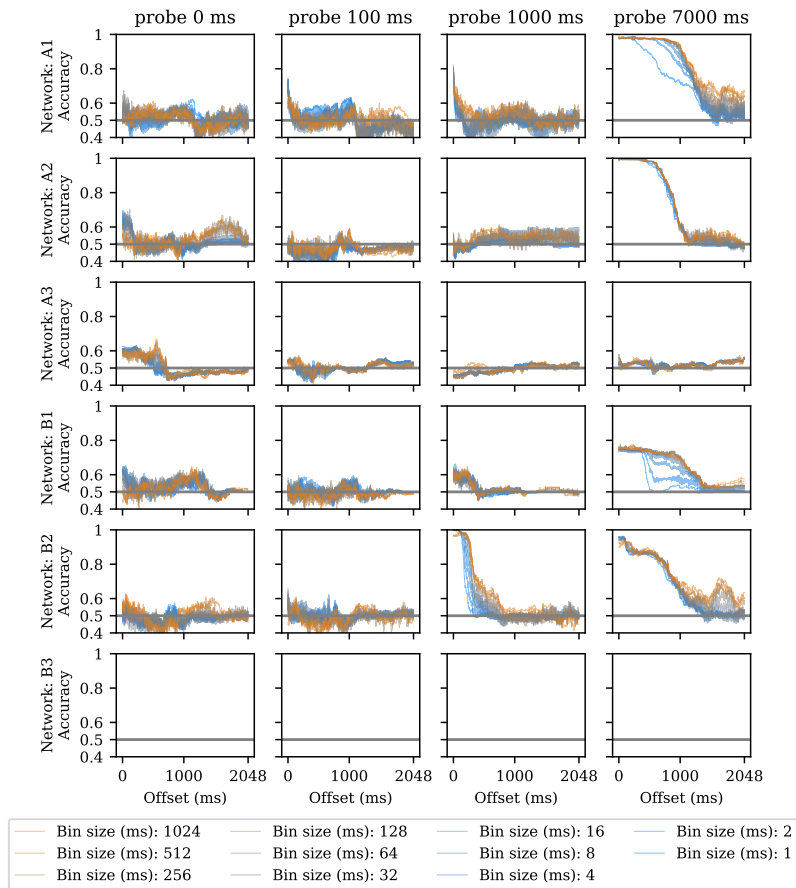 probe 0 ms probe 100 ms probe 1000 ms probe 7000 ms
Network: A1
Accuracy
1
0.8
0.6
0.5
0.4
Network: A2
Accuracy
1
0.8
0.6
0.5
0.4
Network: A3
Accuracy
1
0.8
0.6
0.5
0.4
Network: B1
Accuracy
1
0.8
0.6
0.5
0.4
Network: B2
Accuracy
1
0.8
0.6
0.5
0.4
Network: B3
Accuracy
1
0.8
0.6
0.5
0.4
0 1000 2048 0 1000 2048 0 1000 2048 0 1000 2048
Offset (ms) Offset (ms) Offset (ms) Offset (ms)
Bin size (ms): 1024 Bin size (ms): 128 Bin size (ms): 16 Bin size (ms): 2
Bin size (ms): 512 Bin size (ms): 64 Bin size (ms): 8 Bin size (ms): 1
Bin size (ms): 256 Bin size (ms): 32 Bin size (ms): 4